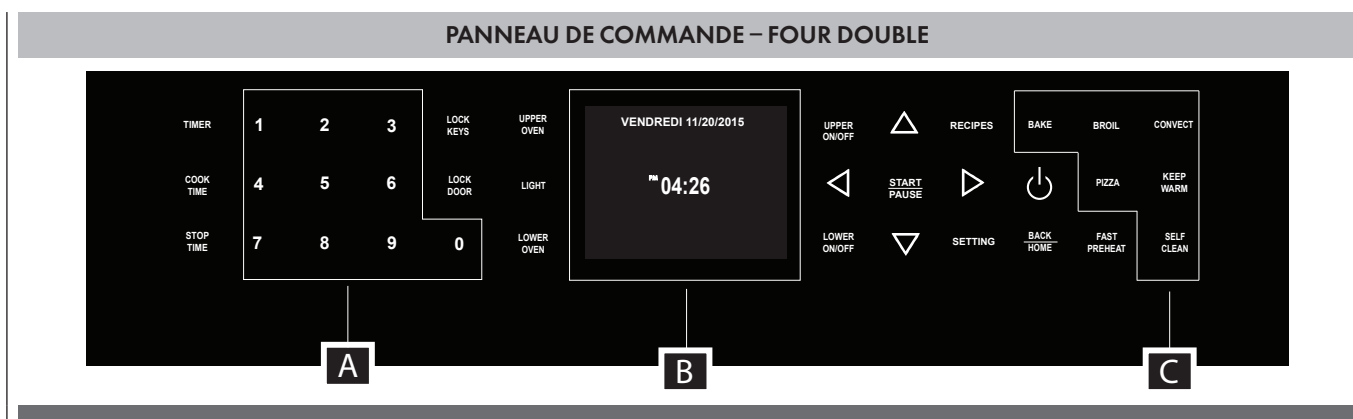 PANNEAU DE COMMANDE – FOUR DOUBLE
TIMER 1 2 3 LOCK KEYS UPPER OVEN VENDREDI 11/20/2015 UPPER ON/OFF RECIPES BAKE BROIL CONVECT
COOK TIME 4 5 6 LOCK DOOR LIGHT PM 04:26 START PAUSE PIZZA KEEP WARM
STOP TIME 7 8 9 0 LOWER OVEN LOWER ON/OFF SETTING BACK HOME FAST PREHEAT SELF CLEAN
A B C